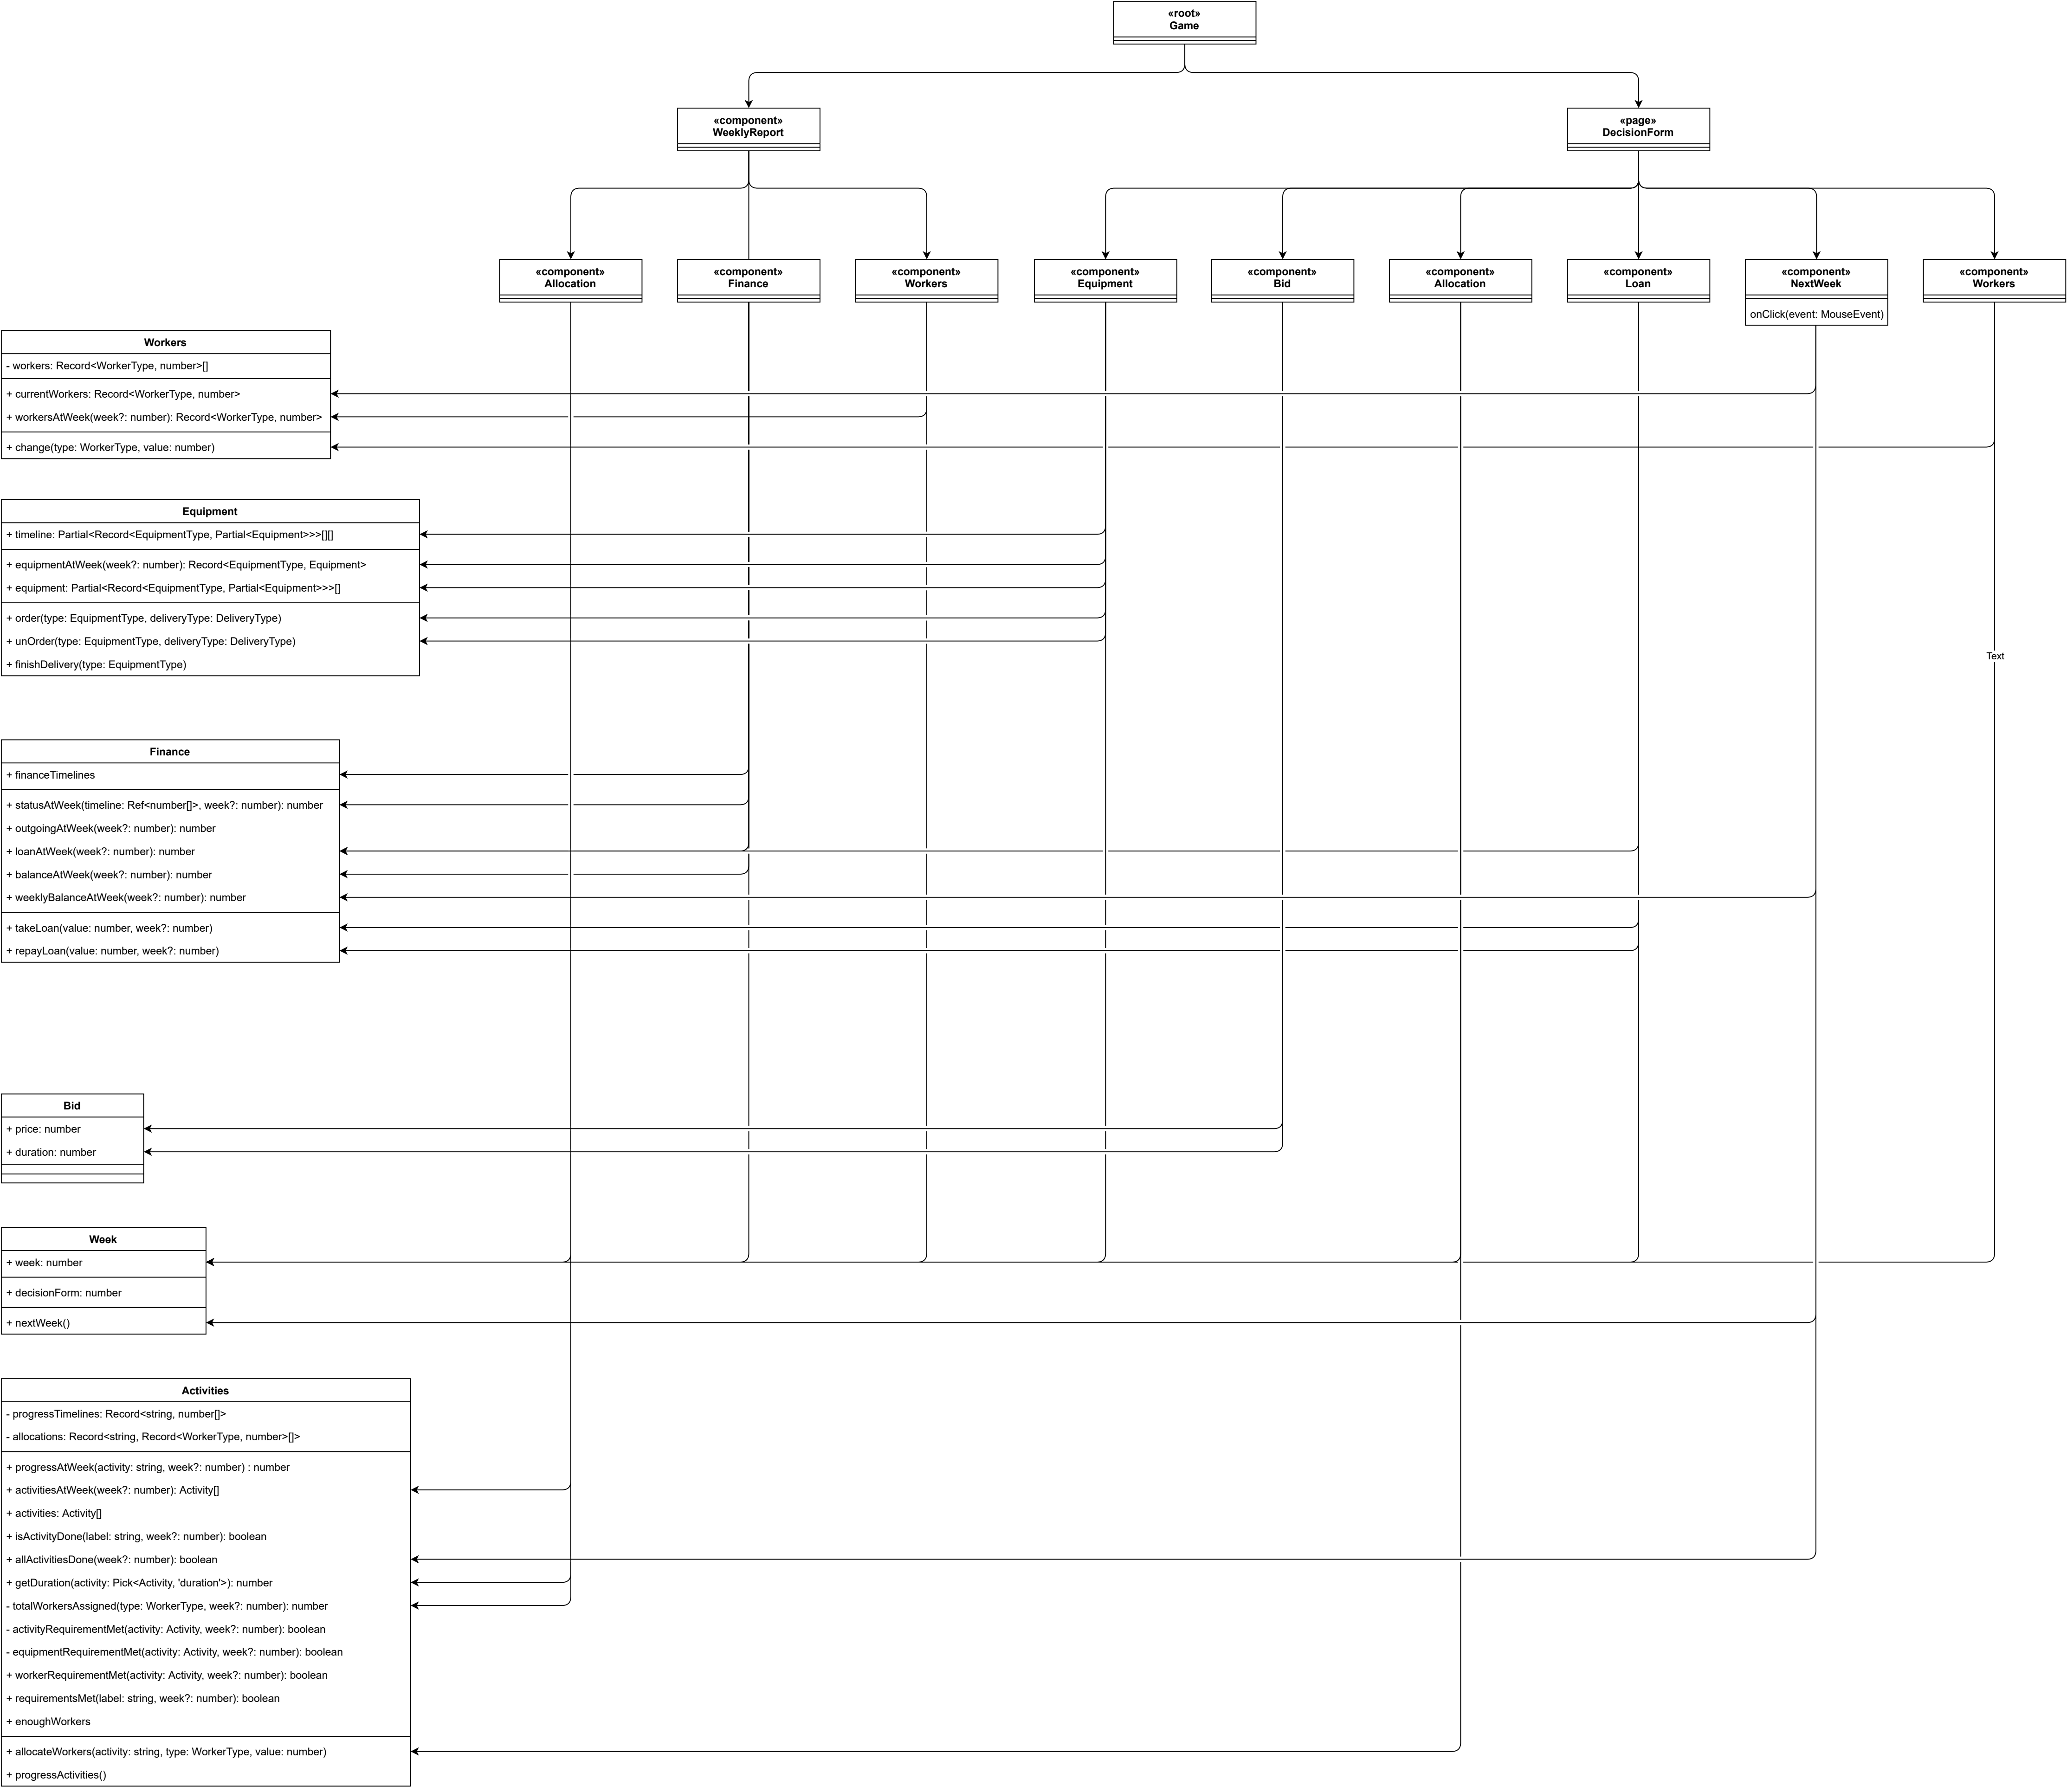 «root»
Game
«component»
WeeklyReport
«page»
DecisionForm
«component»
Allocation
«component»
Finance
«component»
Workers
«component»
Equipment
«component»
Bid
«component»
Allocation
«component»
Loan
«component»
NextWeek
onClick(event: MouseEvent)
«component»
Workers
Workers
- workers: Record<WorkerType, number>[]
+ currentWorkers: Record<WorkerType, number>
+ workersAtWeek(week?: number): Record<WorkerType, number>
+ change(type: WorkerType, value: number)
Equipment
+ timeline: Partial<Record<EquipmentType, Partial<Equipment>>>[][]
+ equipmentAtWeek(week?: number): Record<EquipmentType, Equipment>
+ equipment: Partial<Record<EquipmentType, Partial<Equipment>>>[]
+ order(type: EquipmentType, deliveryType: DeliveryType)
+ unOrder(type: EquipmentType, deliveryType: DeliveryType)
+ finishDelivery(type: EquipmentType)
Text
Finance
+ financeTimelines
+ statusAtWeek(timeline: Ref<number[]>, week?: number): number
+ outgoingAtWeek(week?: number): number
+ loanAtWeek(week?: number): number
+ balanceAtWeek(week?: number): number
+ weeklyBalanceAtWeek(week?: number): number
+ takeLoan(value: number, week?: number)
+ repayLoan(value: number, week?: number)
Bid
+ price: number
+ duration: number
Week
+ week: number
+ decisionForm: number
+ nextWeek()
Activities
- progressTimelines: Record<string, number[]>
- allocations: Record<string, Record<WorkerType, number>[]>
+ progressAtWeek(activity: string, week?: number) : number
+ activitiesAtWeek(week?: number): Activity[]
+ activities: Activity[]
+ isActivityDone(label: string, week?: number): boolean
+ allActivitiesDone(week?: number): boolean
+ getDuration(activity: Pick<Activity, 'duration'>): number
- totalWorkersAssigned(type: WorkerType, week?: number): number
- activityRequirementMet(activity: Activity, week?: number): boolean
- equipmentRequirementMet(activity: Activity, week?: number): boolean
+ workerRequirementMet(activity: Activity, week?: number): boolean
+ requirementsMet(label: string, week?: number): boolean
+ enoughWorkers
+ allocateWorkers(activity: string, type: WorkerType, value: number)
+ progressActivities()